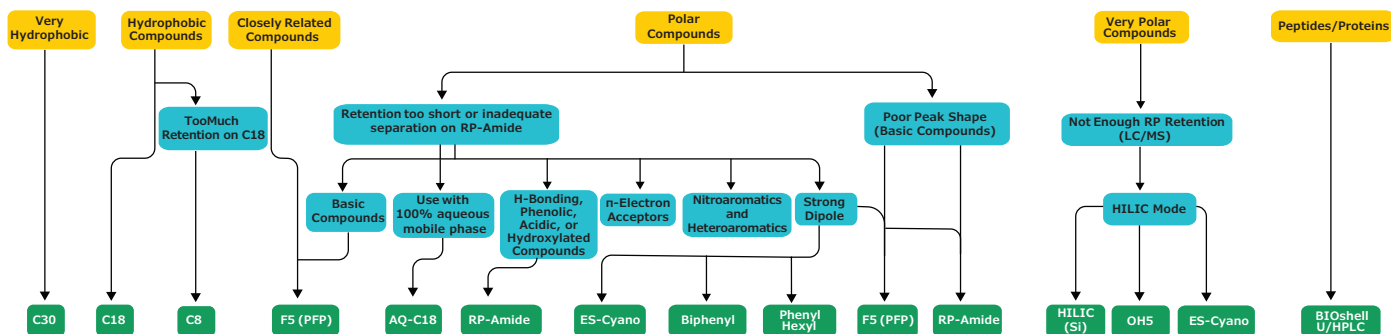 Very
Hydrophobic
Hydrophobic
Compounds
Closely Related
Compounds
Polar
Compounds
Very Polar
Compounds
Peptides/Proteins
TooMuch
Retention on C18
Retention too short or inadequate
separation on RP-Amide
Poor Peak Shape
(Basic Compounds)
Not Enough RP Retention
(LC/MS)
Basic
Compounds
Use with
100% aqueous
mobile phase
H-Bonding,
Phenolic,
Acidic, or
Hydroxylated
Compounds
n-Electron
Acceptors
Nitroaromatics
and
Heteroaromatics
Strong
Dipole
HILIC Mode
C30
C18
C8
F5 (PFP)
AQ-C18
RP-Amide
ES-Cyano
Biphenyl
Phenyl
Hexyl
F5 (PFP)
RP-Amide
HILIC
(Si)
OH5
ES-Cyano
BIOshell
U/HPLC